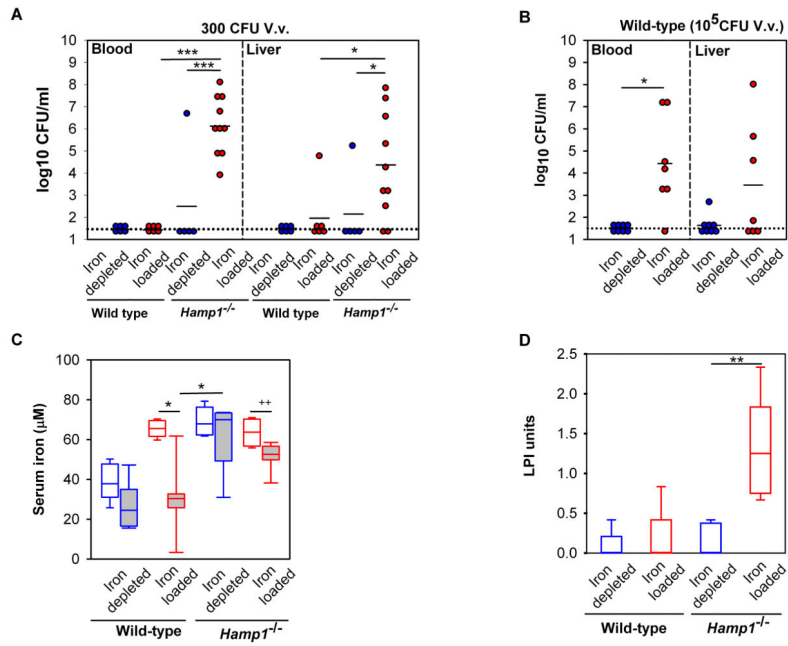 A
300 CFU V.v.
Blood
Liver
***
***
*
*
log10 CFU/ml
10
9
8
7
6
5
4
3
2
1
Iron depleted
Iron loaded
Iron depleted
Iron loaded
Iron depleted
Iron loaded
Iron depleted
Iron loaded
Wild type
Hamp1-/-
Wild type
Hamp1-/-
B
Wild-type (10^5CFU V.v.)
Blood
Liver
*
log10 CFU/ml
10
9
8
7
6
5
4
3
2
1
Iron depleted
Iron loaded
Iron depleted
Iron loaded
C
Serum iron (µM)
100
80
60
40
20
0
*
*
++
Iron depleted
Iron loaded
Iron depleted
Iron loaded
Wild-type
Hamp1-/-
D
LPI units
2.5
2.0
1.5
1.0
0.5
0.0
**
Iron depleted
Iron loaded
Iron depleted
Iron loaded
Wild-type
Hamp1-/-